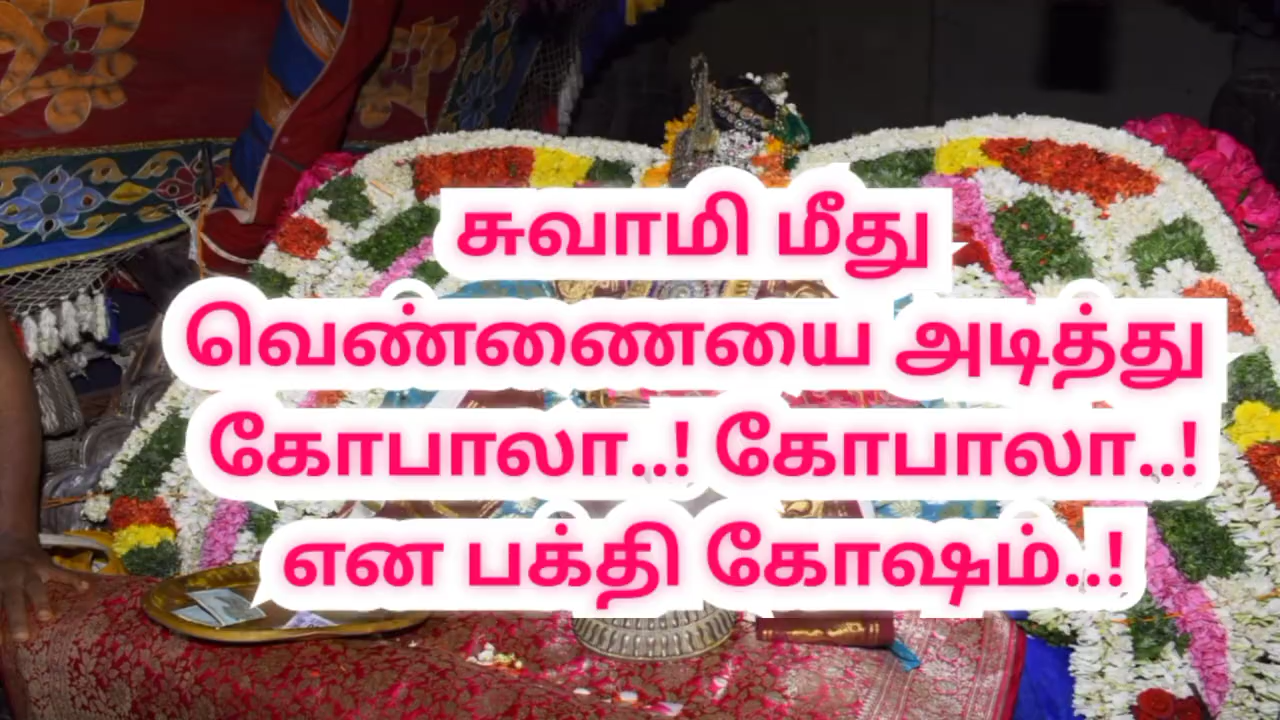 சுவாமி மீது
வெண்ணையை அடித்து
கோபாலா..! கோபாலா..!
என பக்தி கோஷம்..!